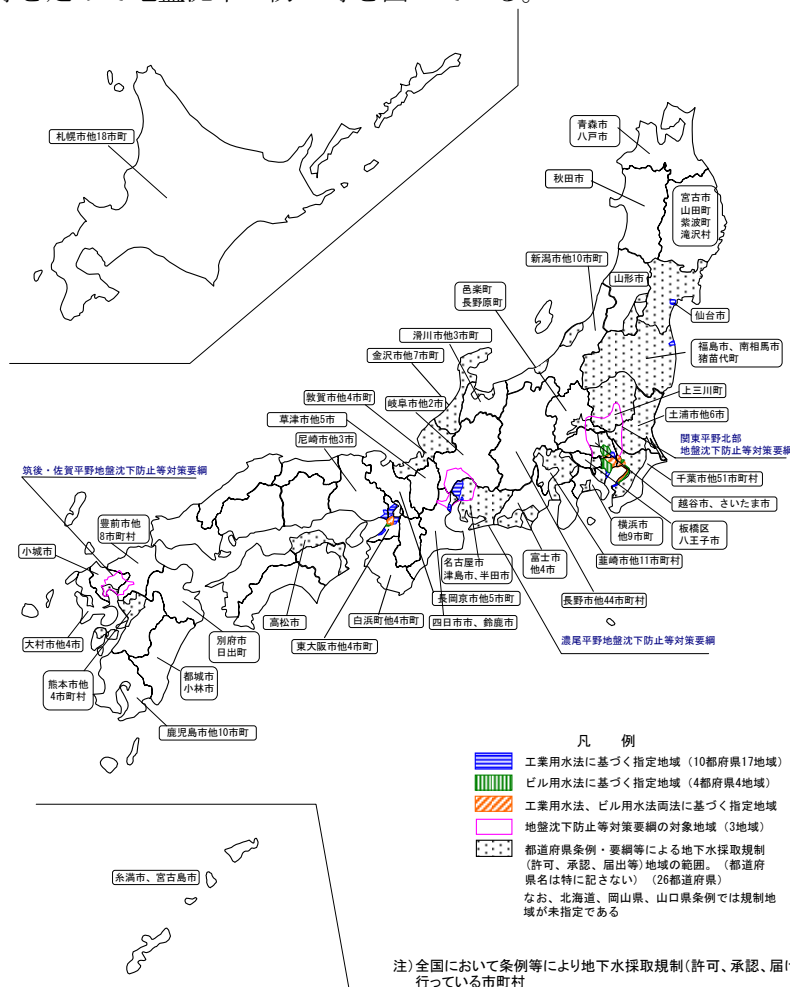 札幌市他18市町
青森市
八戸市
秋田市
宮古市
山田町
紫波町
滝沢村
新潟市他10市町
山形市
邑楽町
長野原町
仙台市
滑川市他3市町
金沢市他7市町
福島市、南相馬市
猪苗代町
敦賀市他4市町
岐阜市他2市
上三川町
草津市他5市
土浦市他6市
尼崎市他3市
関東平野北部
地盤沈下防止等対策要綱
筑後・佐賀平野地盤沈下防止等対策要綱
千葉市他51市町村
越谷市、さいたま市
豊前市他
8市町村
横浜市
他9市町
板橋区
八王子市
小城市
名古屋市
津島市、半田市
富士市
他4市
韮崎市他11市町村
長岡京市他5市町
長野市他44市町村
大村市他4市
別府市
日出町
高松市
白浜町他4市町
四日市市、鈴鹿市
東大阪市他4市町
濃尾平野地盤沈下防止等対策要綱
熊本市他
4市町村
都城市
小林市
鹿児島市他10市町
凡 例
工業用水法に基づく指定地域（10都府県17地域）
ビル用水法に基づく指定地域（4都府県4地域）
工業用水法、ビル用水法両法に基づく指定地域
地盤沈下防止等対策要綱の対象地域（3地域）
都道府県条例・要綱等による地下水採取規制
（許可、承認、届出等）地域の範囲。（都道府
県名は特に記さない）（26都道府県）
なお、北海道、岡山県、山口県条例では規制地
域が未指定である
糸満市、宮古島市
注）全国において条例等により地下水採取規制（許可、承認、届け
行っている市町村